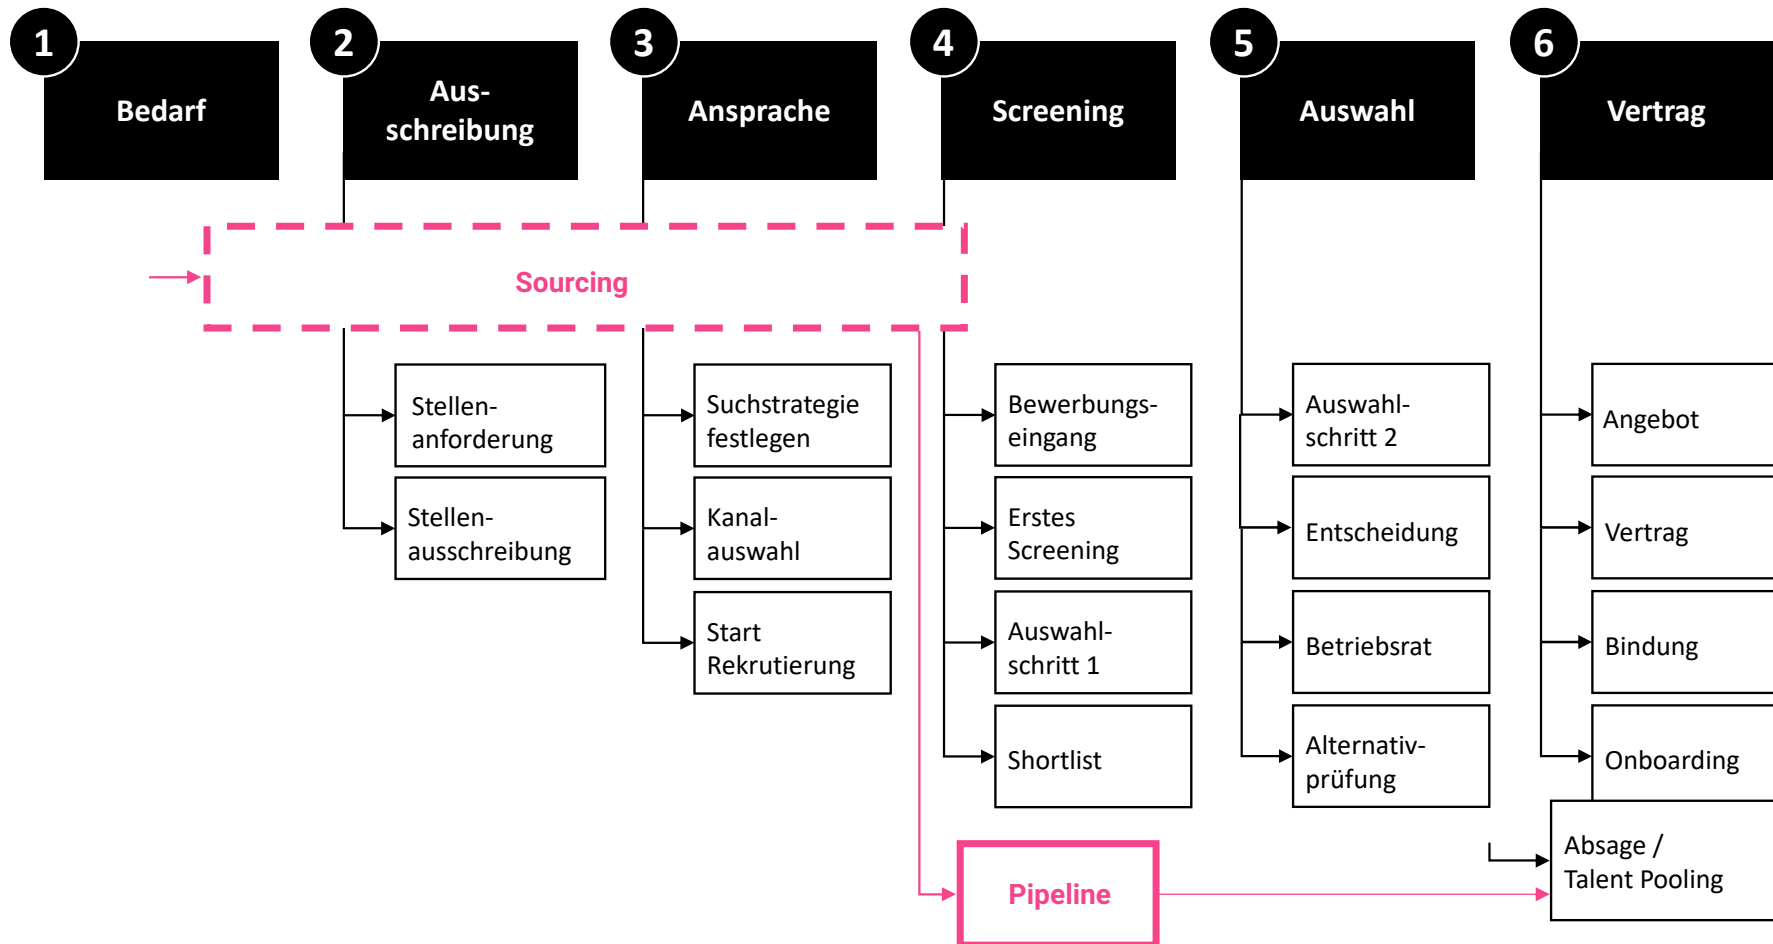 1
Bedarf
2
Aus-
schreibung
3
Ansprache
4
Screening
5
Auswahl
6
Vertrag
Sourcing
Stellen-
anforderung
Stellen-
ausschreibung
Suchstrategie
festlegen
Kanal-
auswahl
Start
Rekrutierung
Bewerbungs-
eingang
Erstes
Screening
Auswahl-
schritt 1
Shortlist
Auswahl-
schritt 2
Entscheidung
Betriebsrat
Alternativ-
prüfung
Angebot
Vertrag
Bindung
Onboarding
Absage /
Talent Pooling
Pipeline